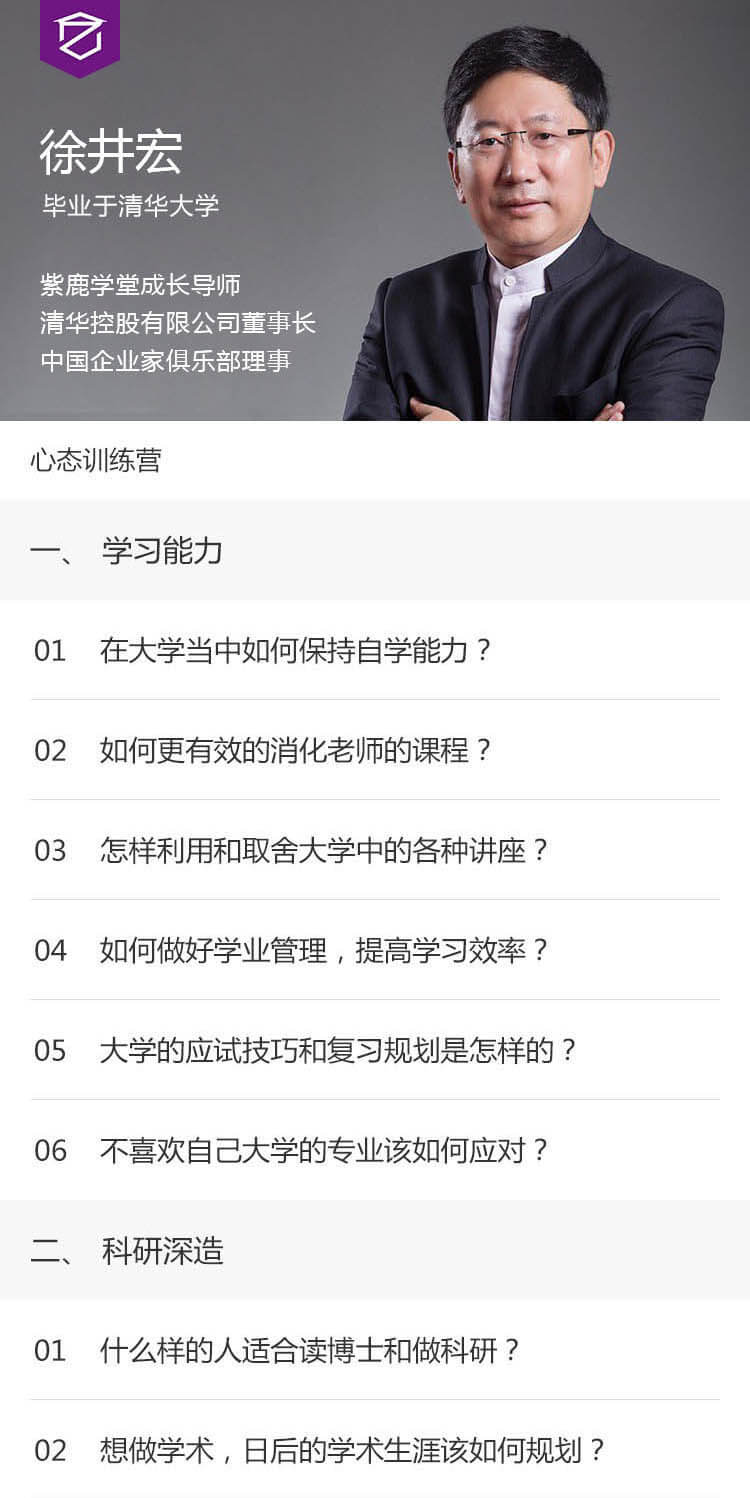 徐井宏
毕业于清华大学
紫鹿学堂成长导师
清华控股有限公司董事长
中国企业家俱乐部理事
心态训练营
一、 学习能力
01 在大学当中如何保持自学能力？
02 如何更有效的消化老师的课程？
03 怎样利用和取舍大学中的各种讲座？
04 如何做好学业管理，提高学习效率？
05 大学的应试技巧和复习规划是怎样的？
06 不喜欢自己大学的专业该如何应对？
二、 科研深造
01 什么样的人适合读博士和做科研？
02 想做学术，日后的学术生涯该如何规划？